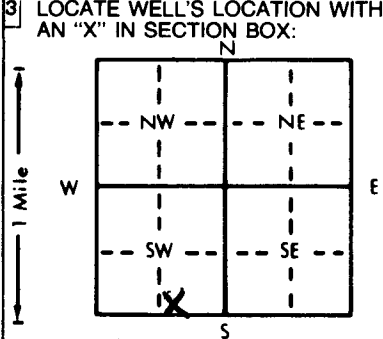 3 LOCATE WELL'S LOCATION WITH
AN "X" IN SECTION BOX:
N
NW NE
1 Mile
W E
SW SE
X
S